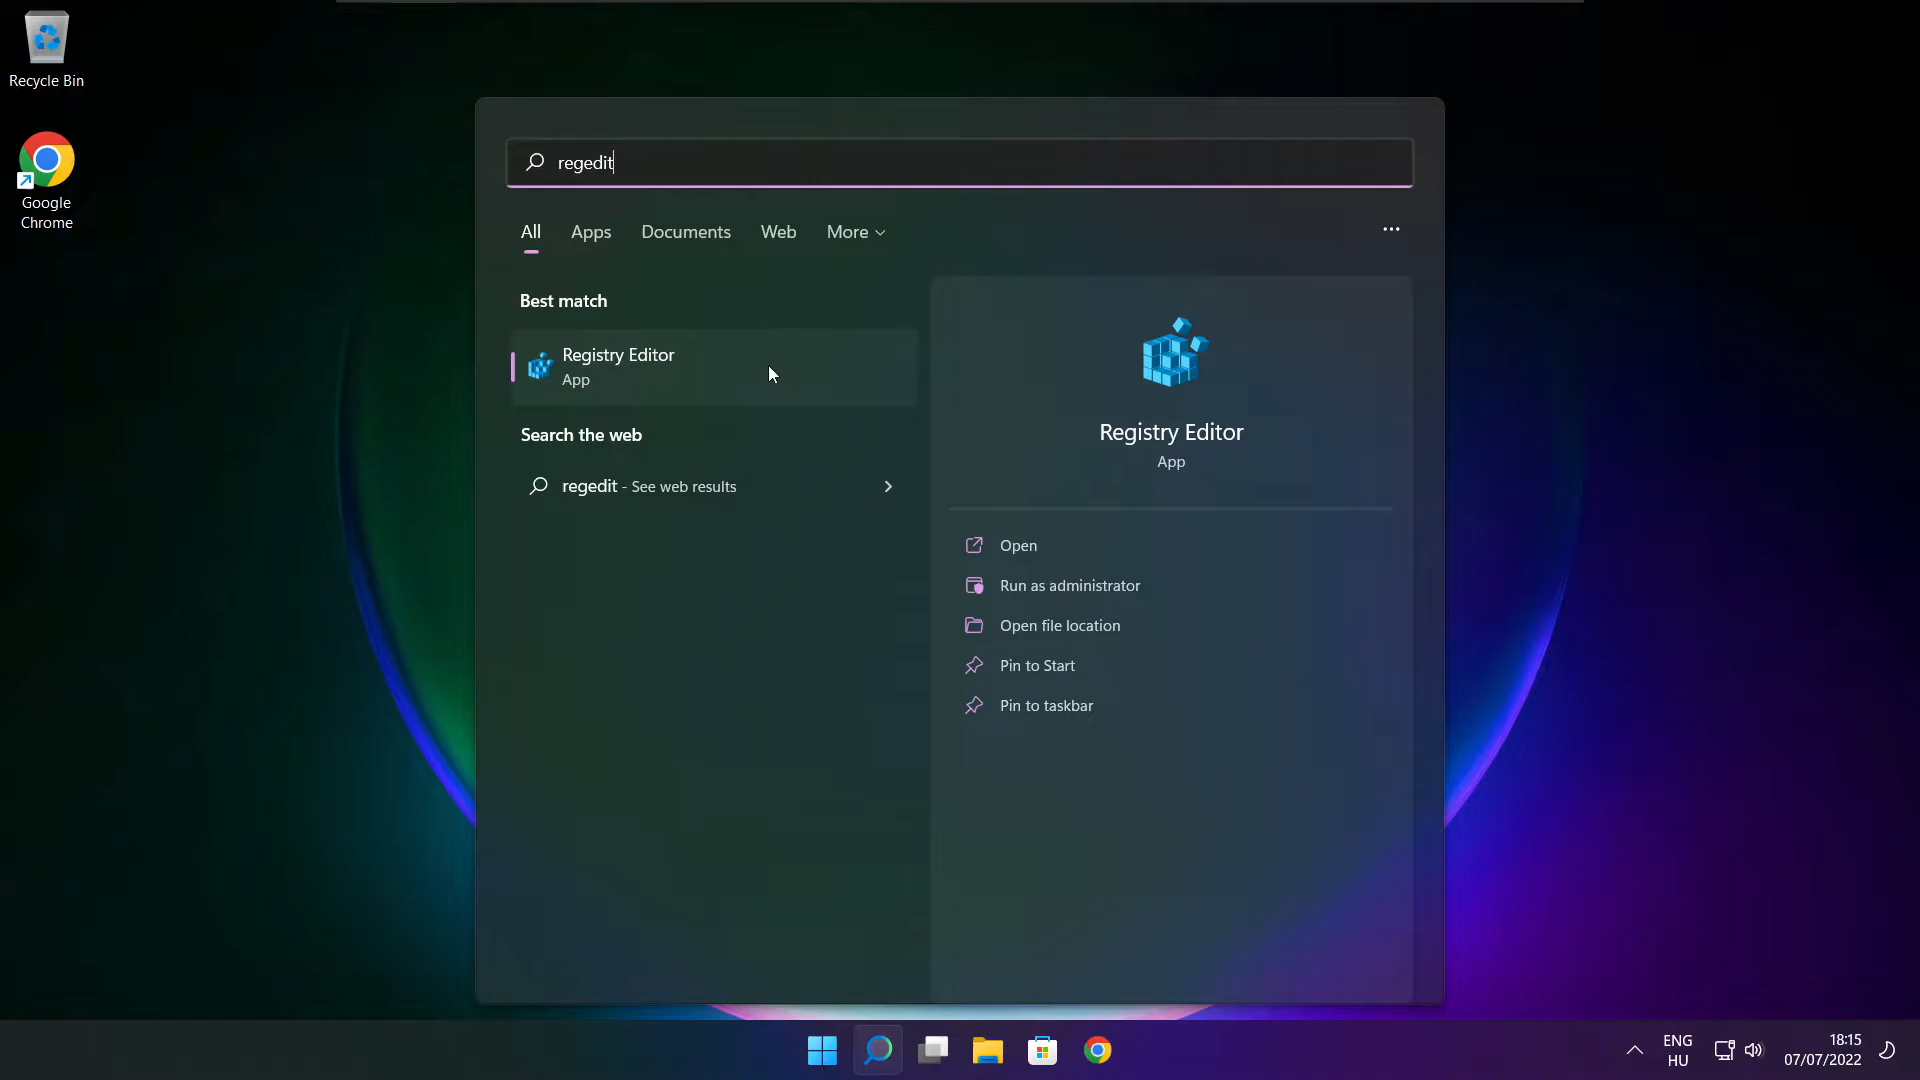 Recycle Bin
Google
Chrome
regedit
All Apps Documents Web More
Best match
Registry Editor
App
Search the web
regedit - See web results
Registry Editor
App
Open
Run as administrator
Open file location
Pin to Start
Pin to taskbar
ENG
HU
18:15
07/07/2022